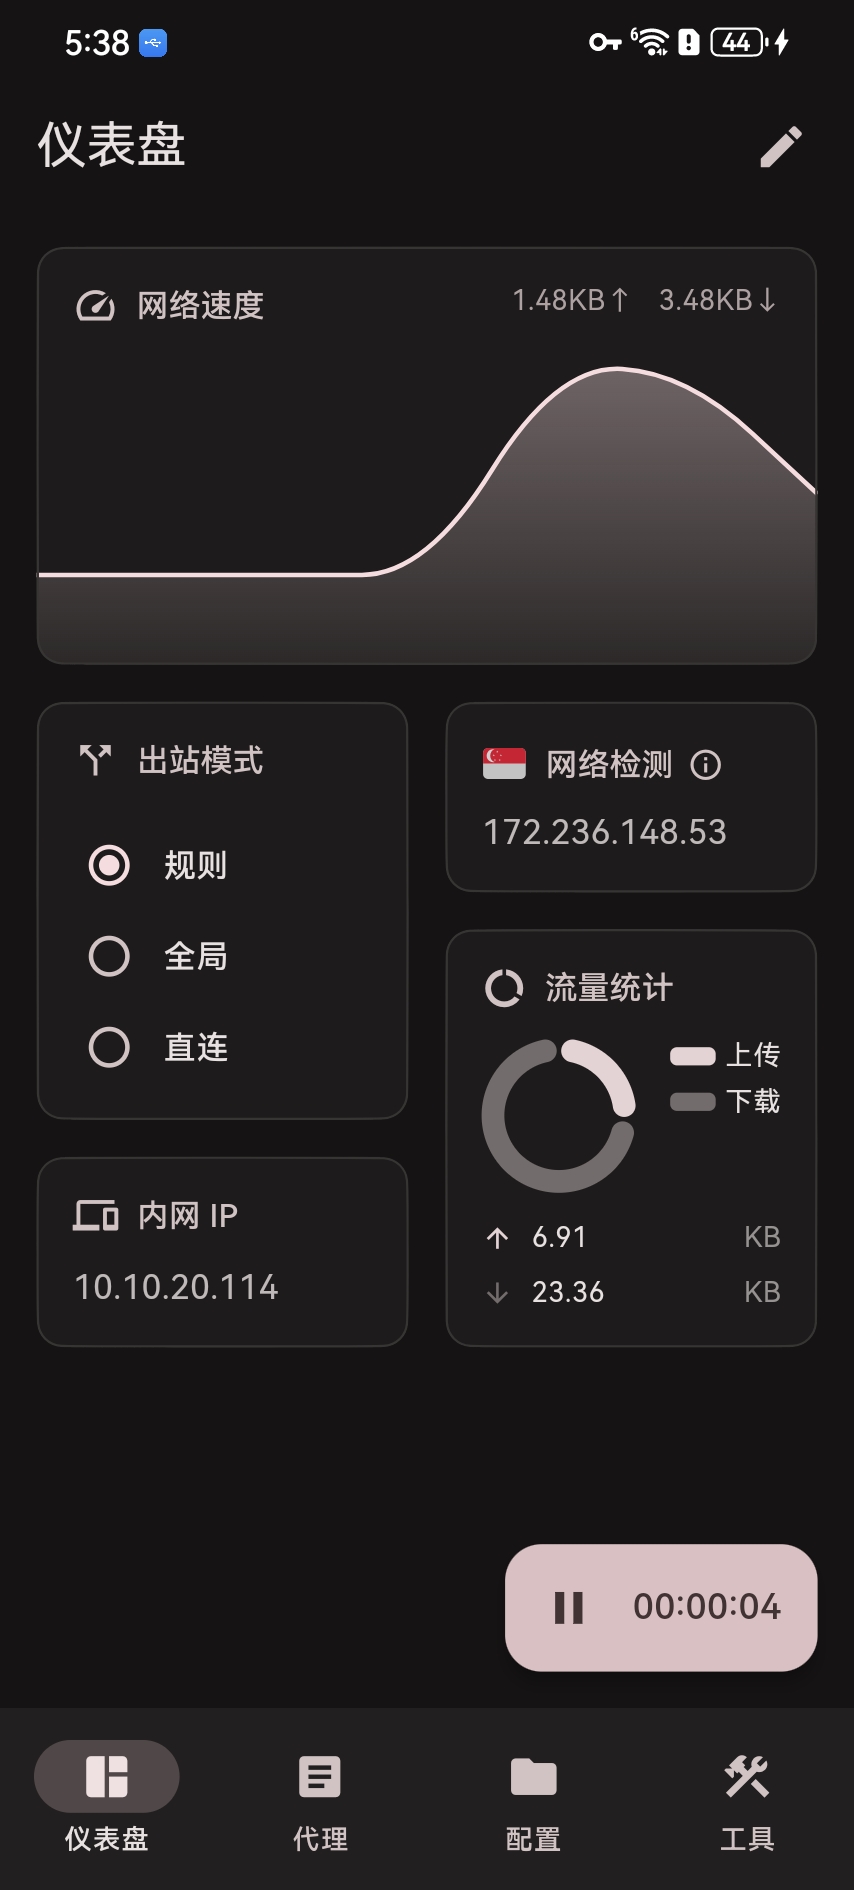 5:38
6
44
仪表盘
网络速度
1.48KB↑ 3.48KB↓
出站模式
规则
全局
直连
网络检测
172.236.148.53
流量统计
上传
下载
↑ 6.91 KB
↓ 23.36 KB
内网 IP
10.10.20.114
00:00:04
仪表盘
代理
配置
工具